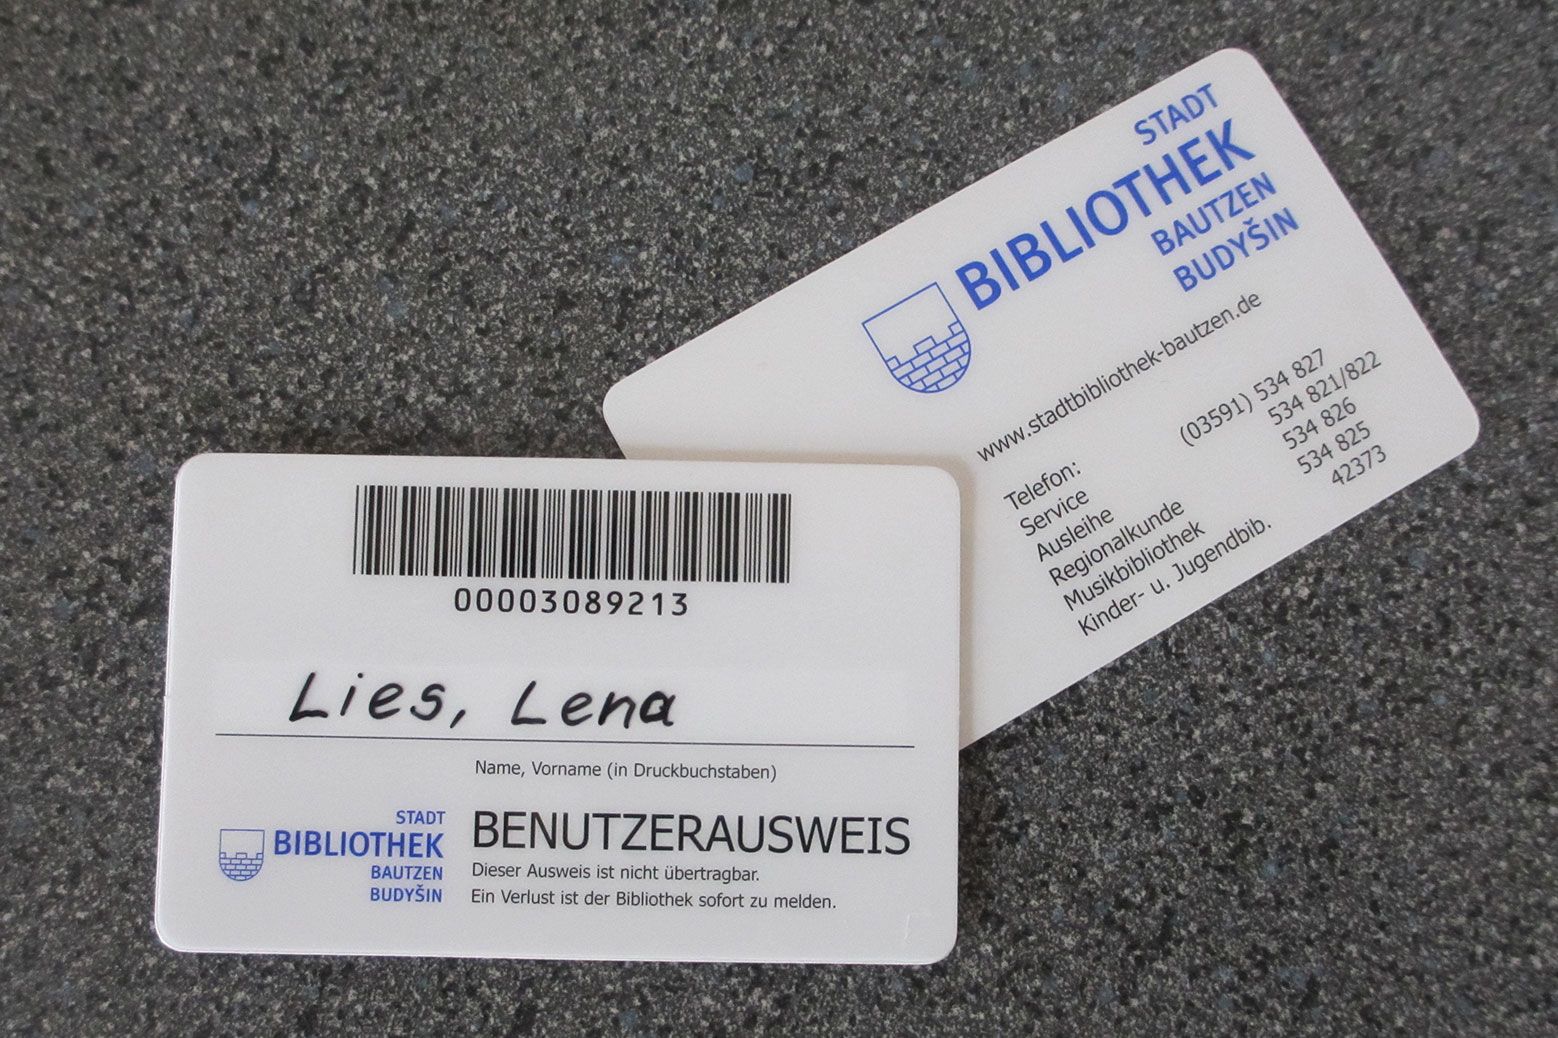 STADT
BIBLIOTHEK
BAUTZEN
BUDYŠIN
www.stadtbibliothek-bautzen.de
Telefon:
Service (03591) 534 827
Ausleihe 534 821/822
Regionalkunde 534 826
Musikbibliothek 534 825
Kinder- u. Jugendbib. 42373
00003089213
Lies, Lena
Name, Vorname (in Druckbuchstaben)
STADT
BIBLIOTHEK
BAUTZEN
BUDYŠIN
BENUTZERAUSWEIS
Dieser Ausweis ist nicht übertragbar.
Ein Verlust ist der Bibliothek sofort zu melden.